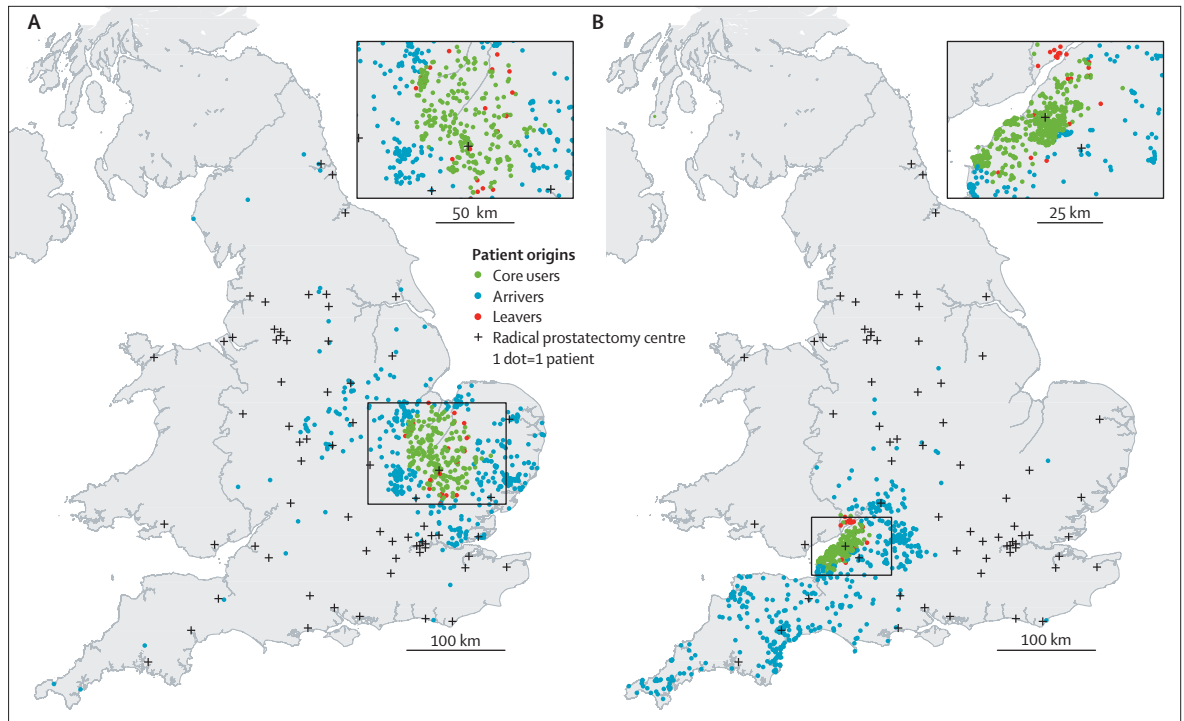 A
B
50 km
25 km
Patient origins
Core users
Arrivers
Leavers
Radical prostatectomy centre
1 dot=1 patient
100 km
100 km